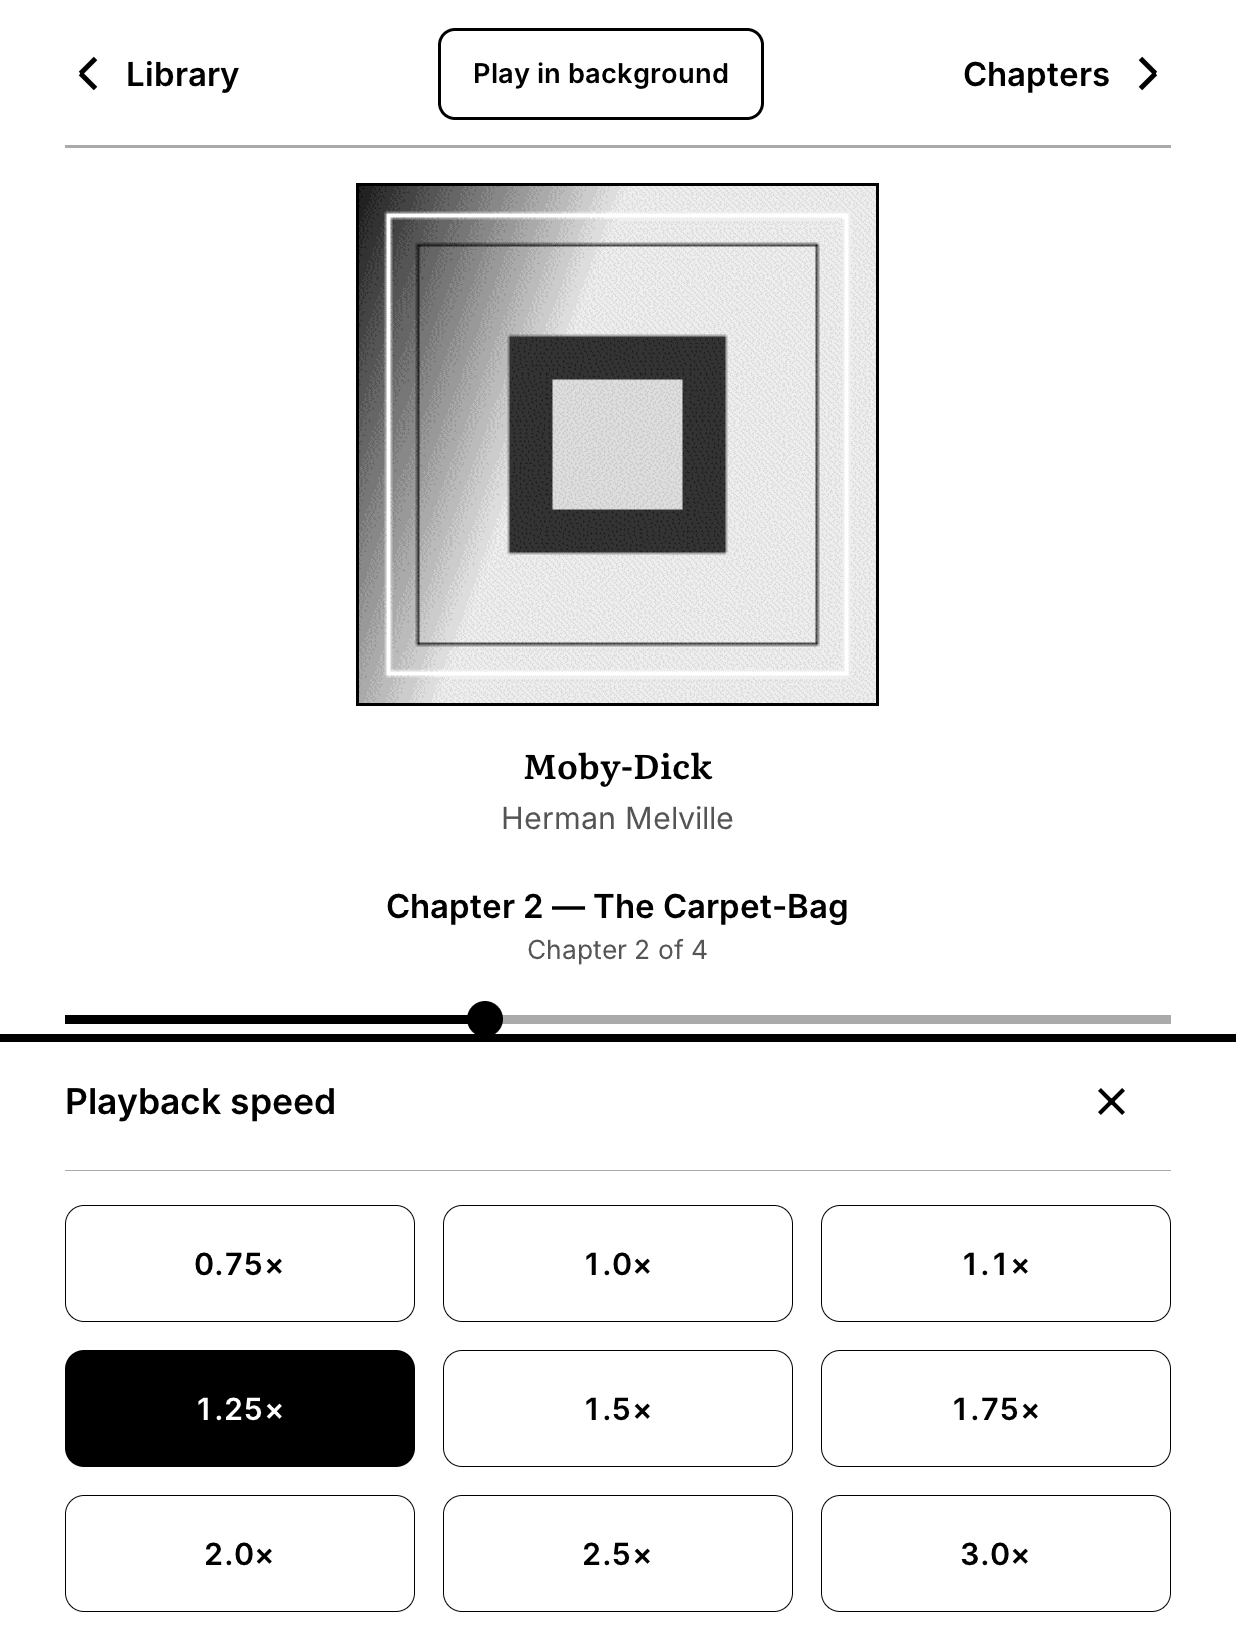 Library
Play in background
Chapters
Moby-Dick
Herman Melville
Chapter 2 — The Carpet-Bag
Chapter 2 of 4
Playback speed
0.75×
1.0×
1.1×
1.25×
1.5×
1.75×
2.0×
2.5×
3.0×